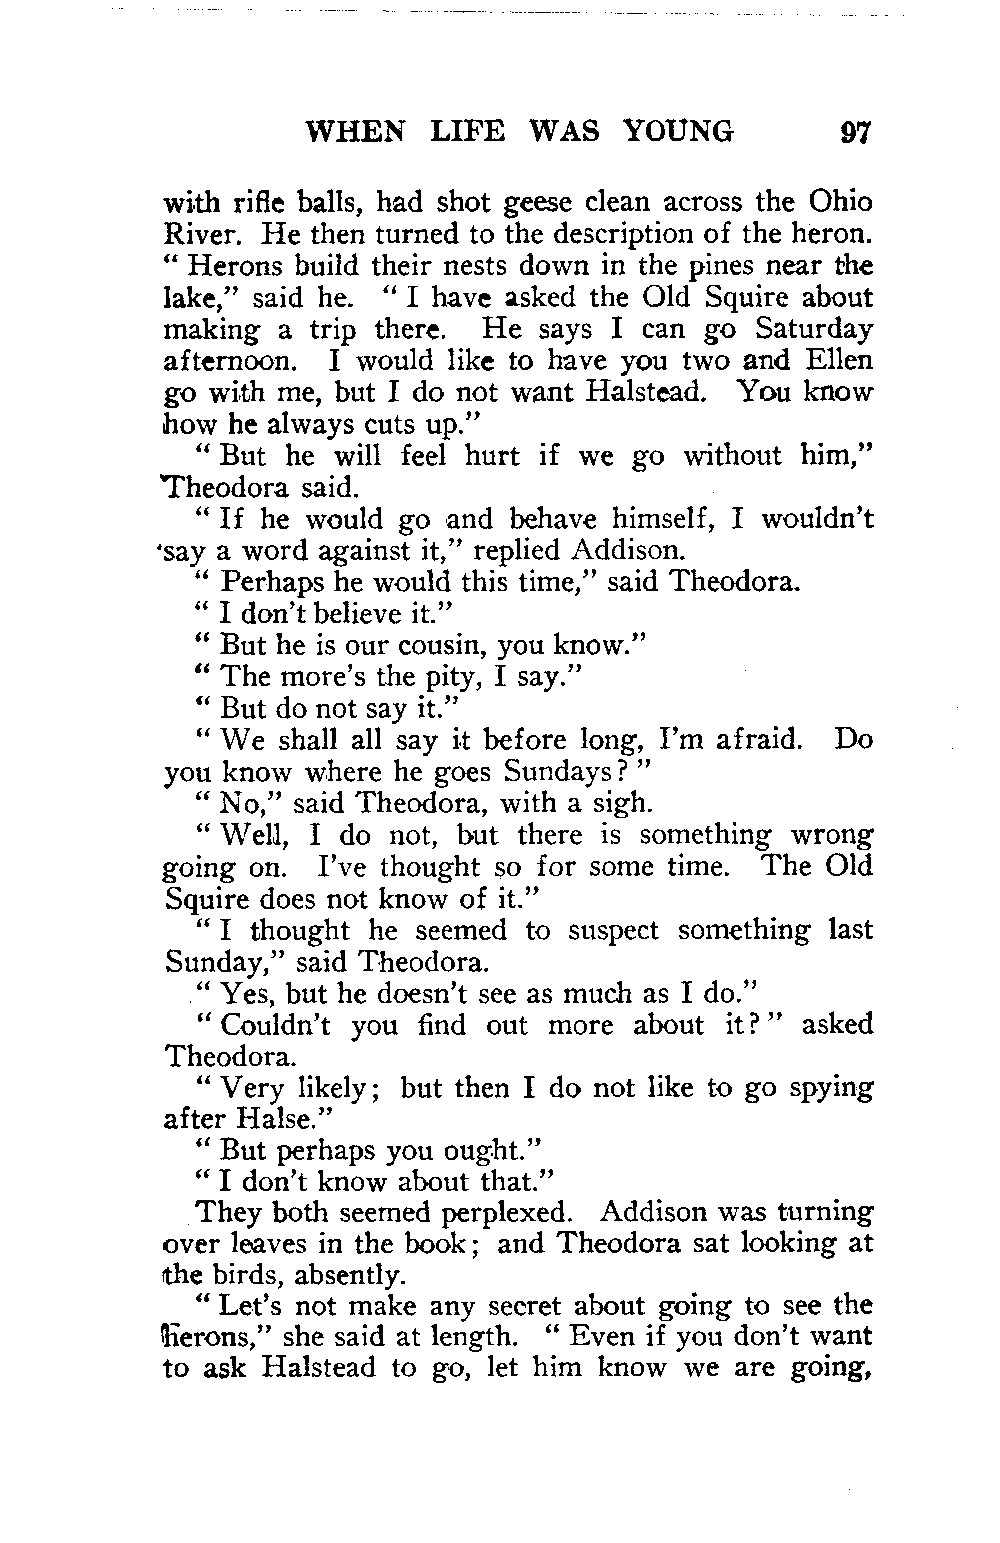 WHEN LIFE WAS YOUNG 97
with rifle balls, had shot geese clean across the Ohio
River. He then turned to the description of the heron.
“ Herons build their nests down in the pines near the
lake,” said he. “ I have asked the Old Squire about
making a trip there. He says I can go Saturday
afternoon. I would like to have you two and Ellen
go with me, but I do not want Halstead. You know
how he always cuts up.”
“ But he will feel hurt if we go without him,”
Theodora said.
“ If he would go and behave himself, I wouldn’t
say a word against it,” replied Addison.
“ Perhaps he would this time,” said Theodora.
“ I don’t believe it.”
“ But he is our cousin, you know.”
“ The more’s the pity, I say.”
“ But do not say it.”
“ We shall all say it before long, I’m afraid. Do
you know where he goes Sundays? ”
“ No,” said Theodora, with a sigh.
“ Well, I do not, but there is something wrong
going on. I’ve thought so for some time. The Old
Squire does not know of it.”
“ I thought he seemed to suspect something last
Sunday,” said Theodora.
“ Yes, but he doesn’t see as much as I do.”
“ Couldn’t you find out more about it? ” asked
Theodora.
“ Very likely; but then I do not like to go spying
after Halse.”
“ But perhaps you ought.”
“ I don’t know about that.”
They both seemed perplexed. Addison was turning
over leaves in the book; and Theodora sat looking at
the birds, absently.
“ Let’s not make any secret about going to see the
herons,” she said at length. “ Even if you don’t want
to ask Halstead to go, let him know we are going,